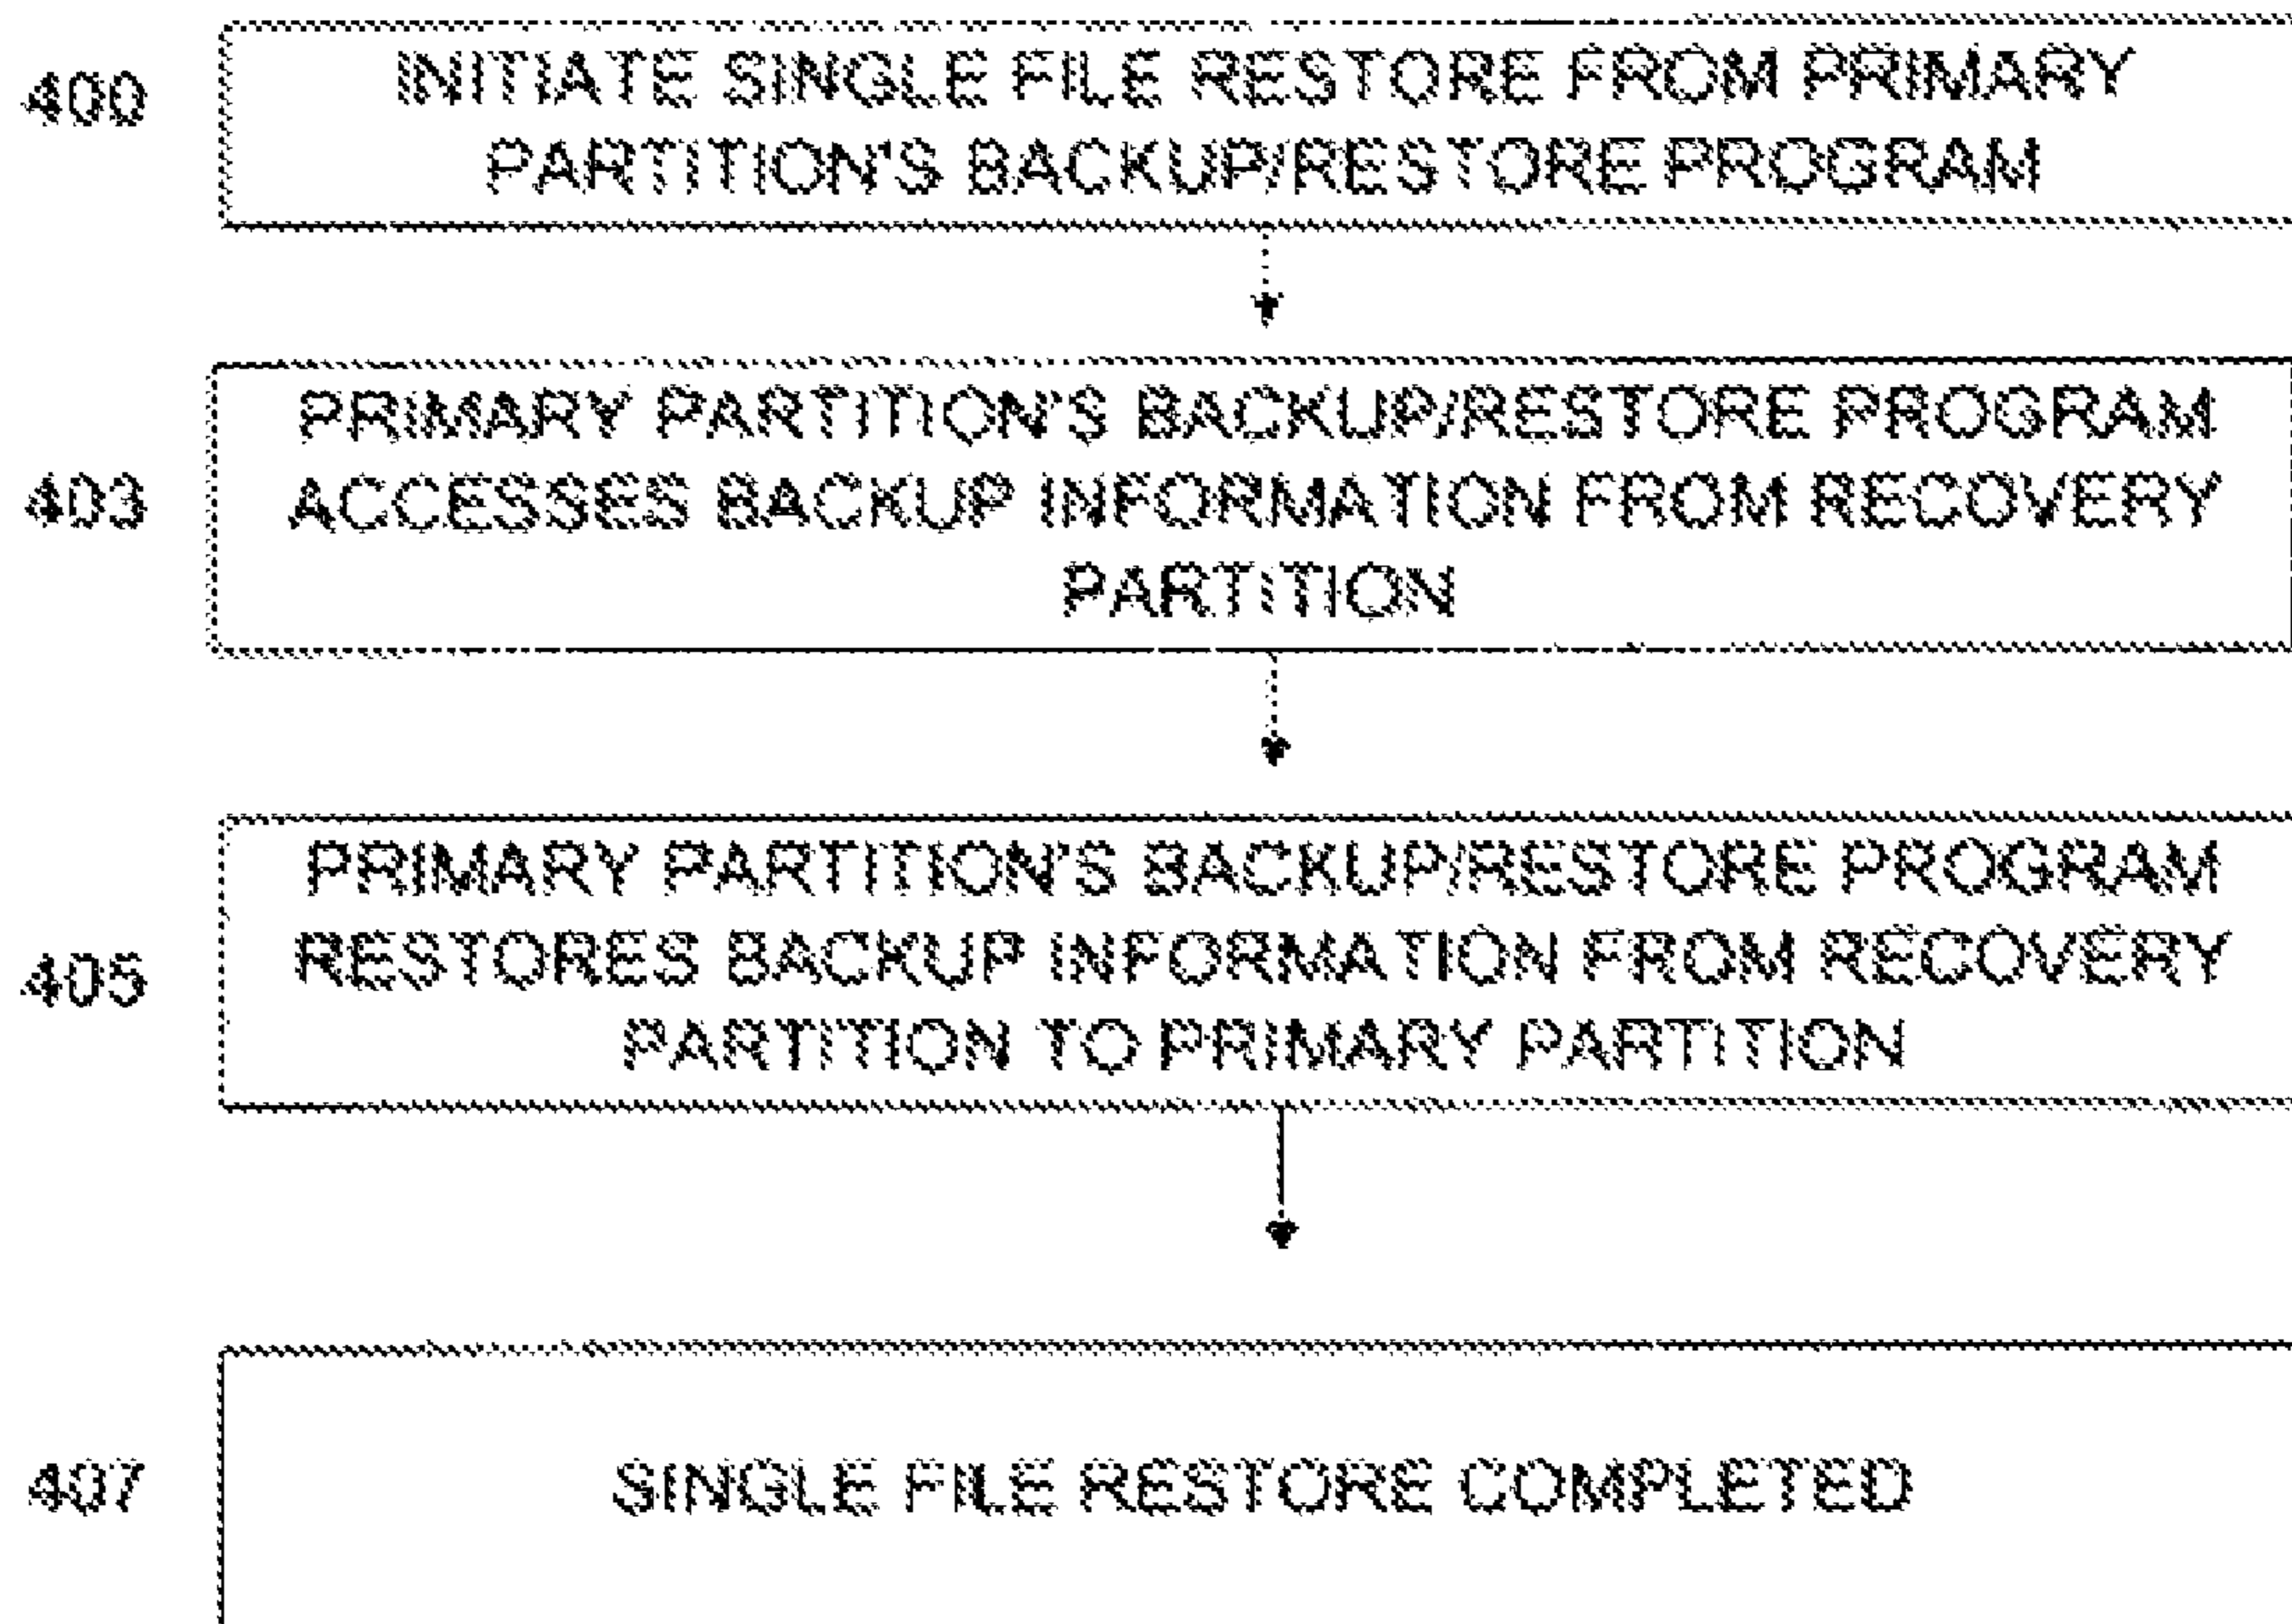 400
INITIATE SINGLE FILE RESTORE FROM PRIMARY
PARTITION'S BACKUP/RESTORE PROGRAM
403
PRIMARY PARTITION'S BACKUP/RESTORE PROGRAM
ACCESSES BACKUP INFORMATION FROM RECOVERY
PARTITION
405
PRIMARY PARTITION'S BACKUP/RESTORE PROGRAM
RESTORES BACKUP INFORMATION FROM RECOVERY
PARTITION TO PRIMARY PARTITION
407
SINGLE FILE RESTORE COMPLETED